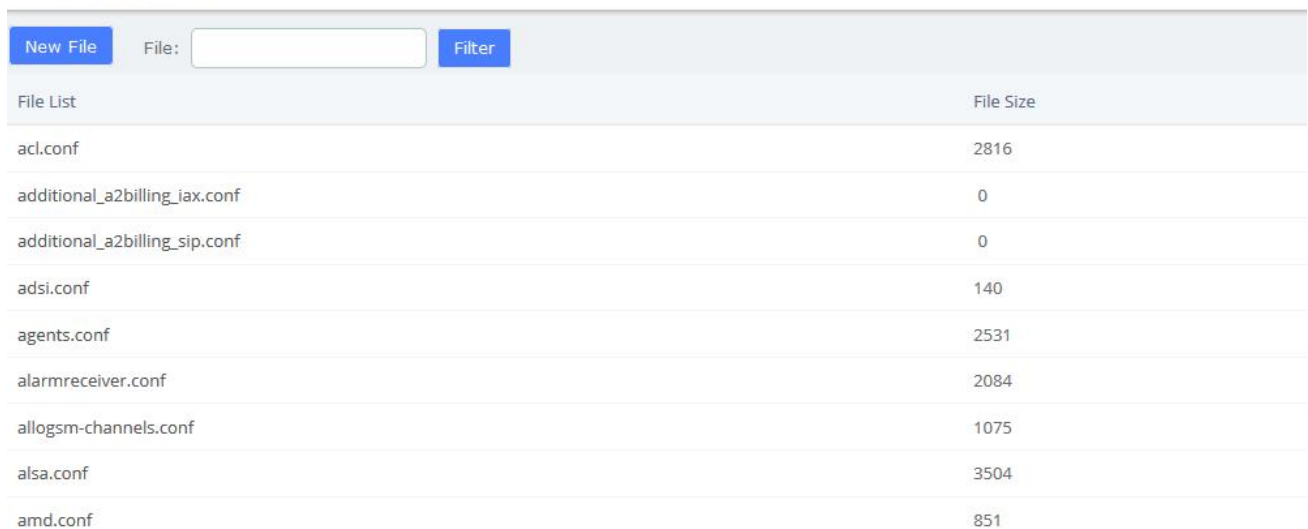 New File File: Filter
File List File Size
acl.conf 2816
additional_a2billing_iax.conf 0
additional_a2billing_sip.conf 0
adsi.conf 140
agents.conf 2531
alarmreceiver.conf 2084
allogsm-channels.conf 1075
alsa.conf 3504
amd.conf 851